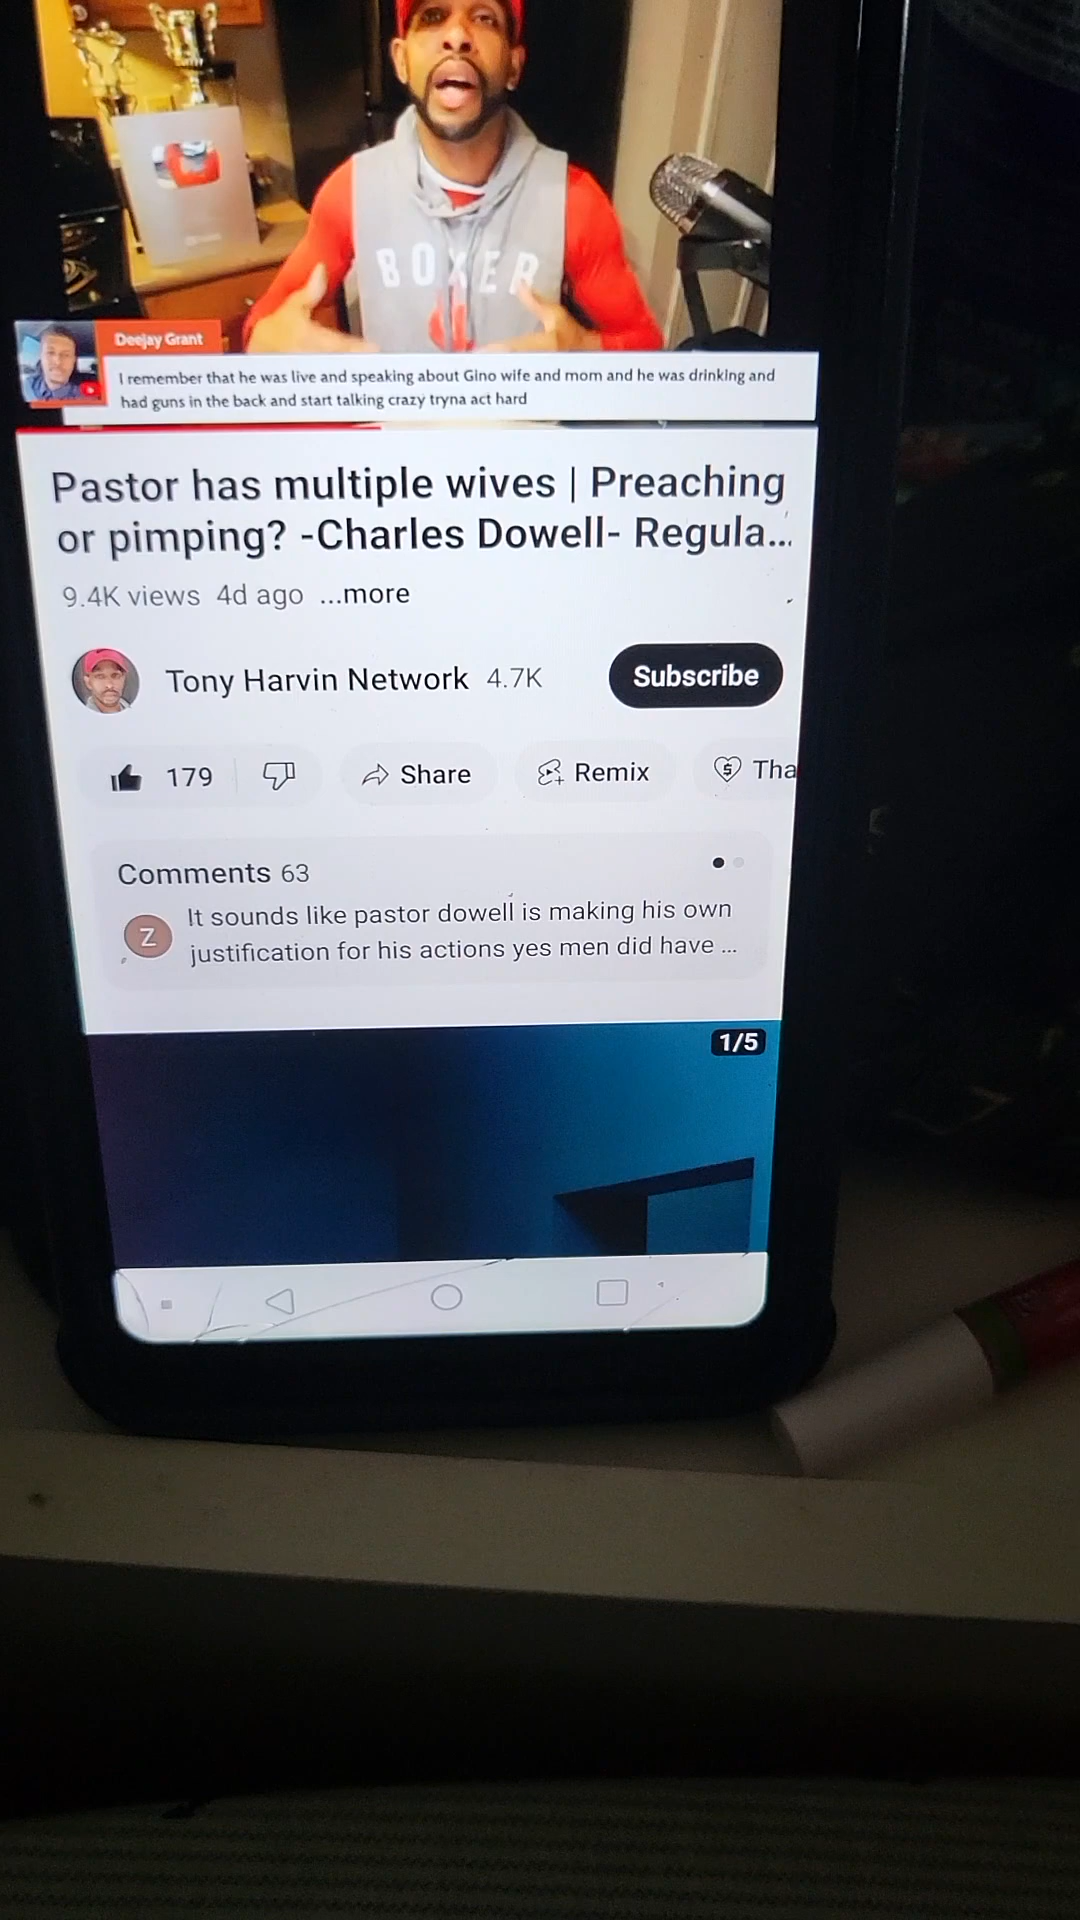 BOXER
Deejay Grant
I remember that he was live and speaking about Gino wife and mom and he was drinking and
had guns in the back and start talking crazy tryna act hard
Pastor has multiple wives | Preaching
or pimping? -Charles Dowell- Regula...
9.4K views 4d ago ...more
Tony Harvin Network 4.7K Subscribe
179 Share Remix Tha
Comments 63
Z It sounds like pastor dowell is making his own
justification for his actions yes men did have ...
1/5